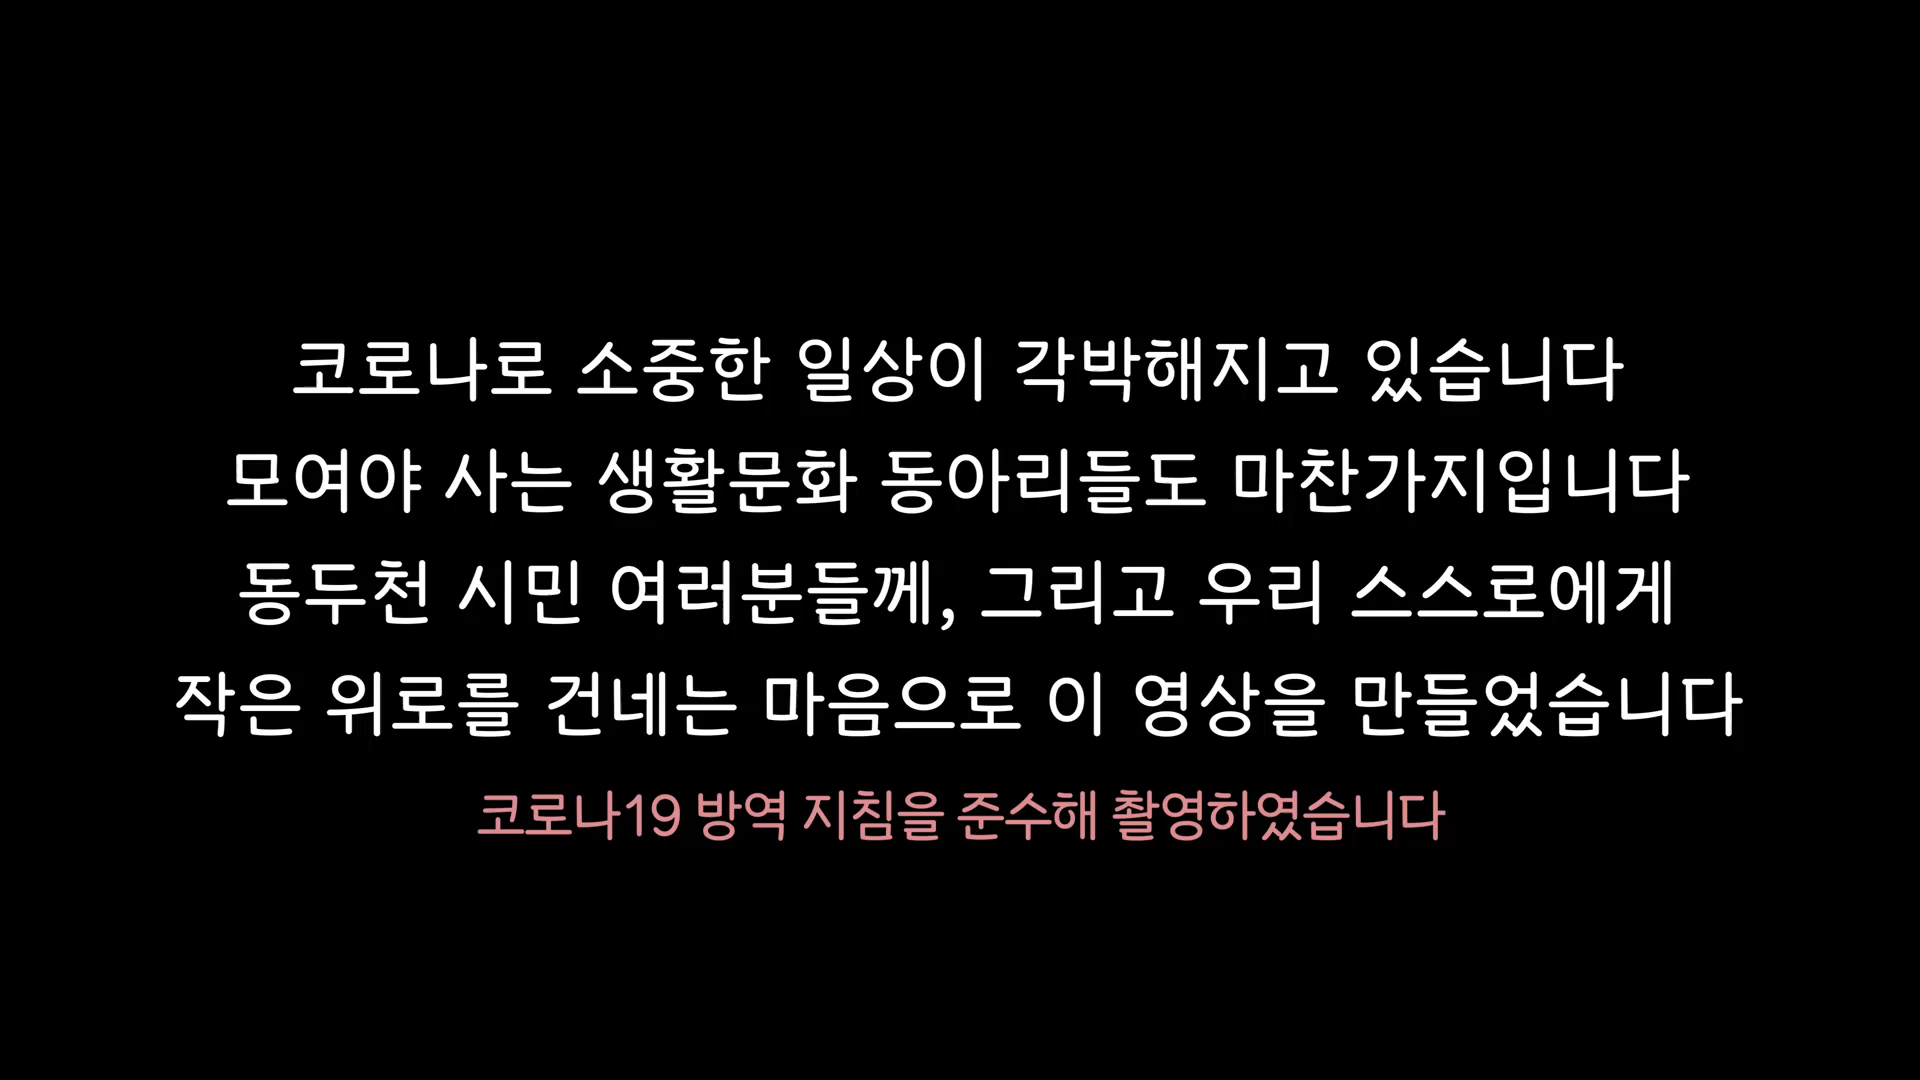 코로나로 소중한 일상이 각박해지고 있습니다
모여야 사는 생활문화 동아리들도 마찬가지입니다
동두천 시민 여러분들께, 그리고 우리 스스로에게
작은 위로를 건네는 마음으로 이 영상을 만들었습니다
코로나19 방역 지침을 준수해 촬영하였습니다